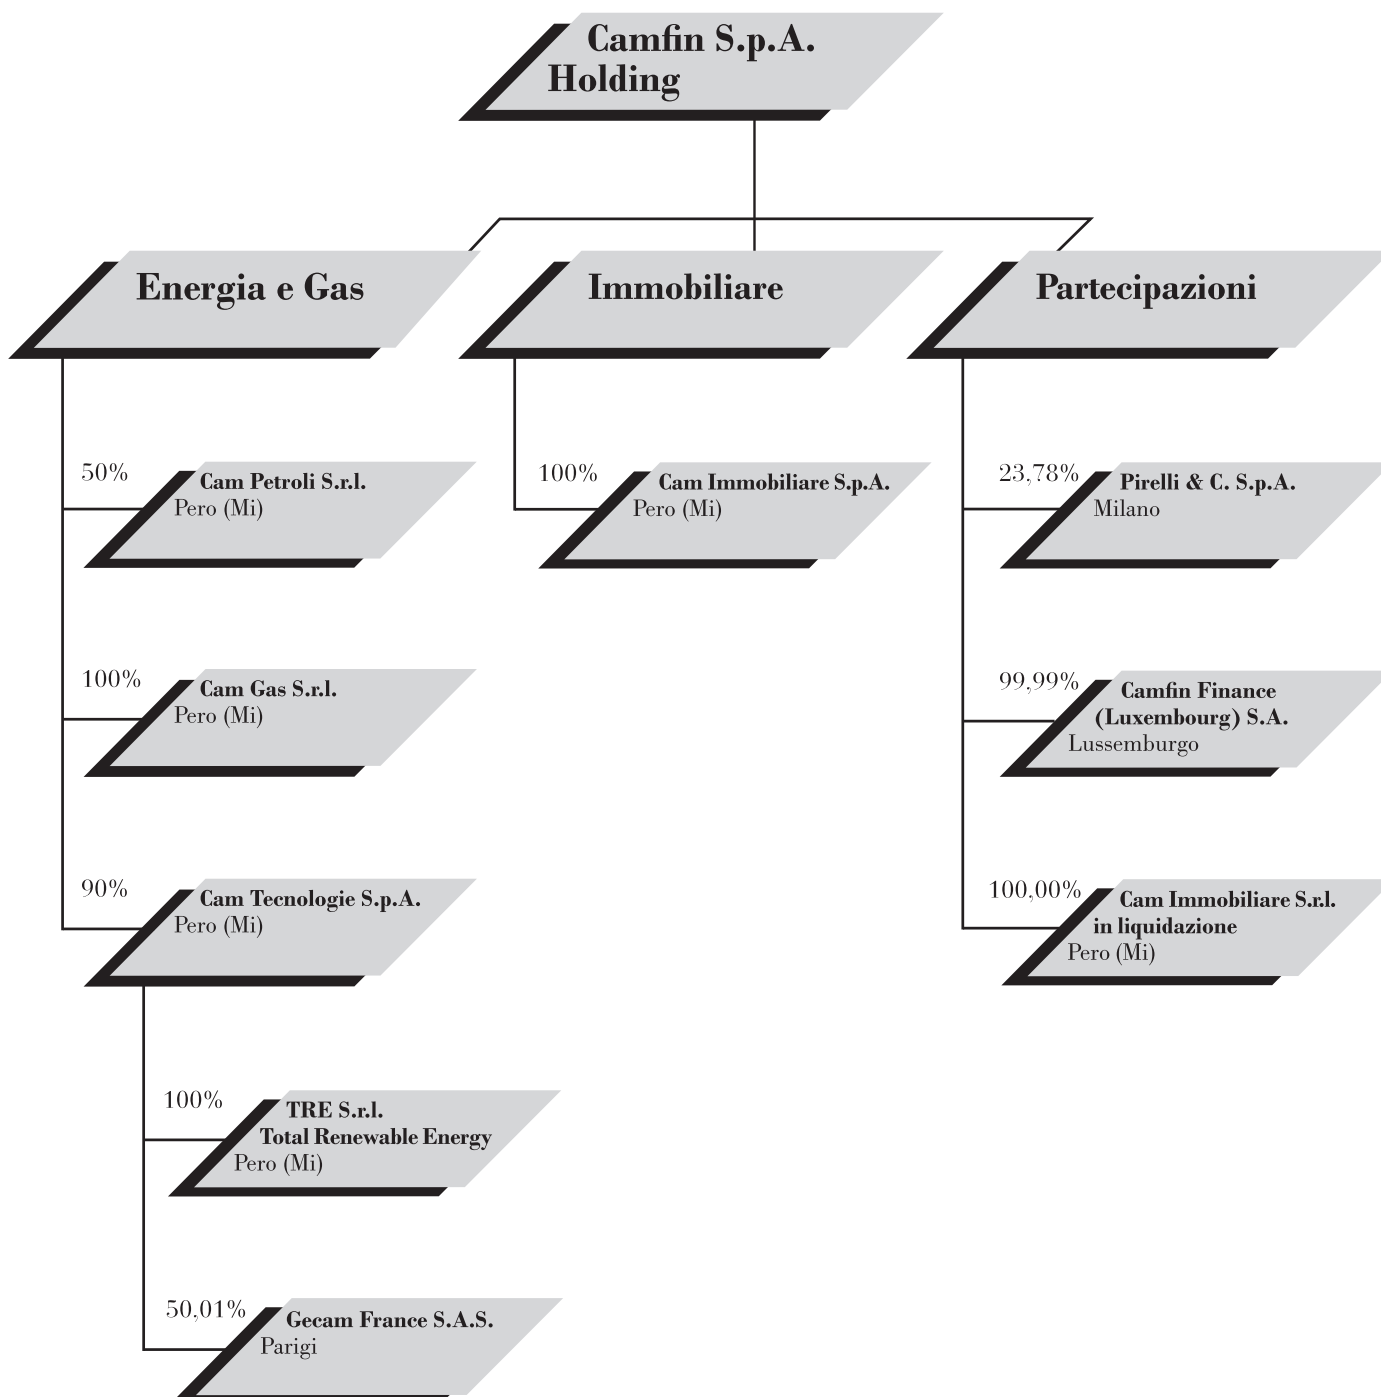 Camfin S.p.A.
Holding
Energia e Gas
Immobiliare
Partecipazioni
50%
Cam Petroli S.r.l.
Pero (Mi)
100%
Cam Immobiliare S.p.A.
Pero (Mi)
23,78%
Pirelli & C. S.p.A.
Milano
100%
Cam Gas S.r.l.
Pero (Mi)
99,99%
Camfin Finance
(Luxembourg) S.A.
Lussemburgo
90%
Cam Tecnologie S.p.A.
Pero (Mi)
100,00%
Cam Immobiliare S.r.l.
in liquidazione
Pero (Mi)
100%
TRE S.r.l.
Total Renewable Energy
Pero (Mi)
50,01%
Gecam France S.A.S.
Parigi